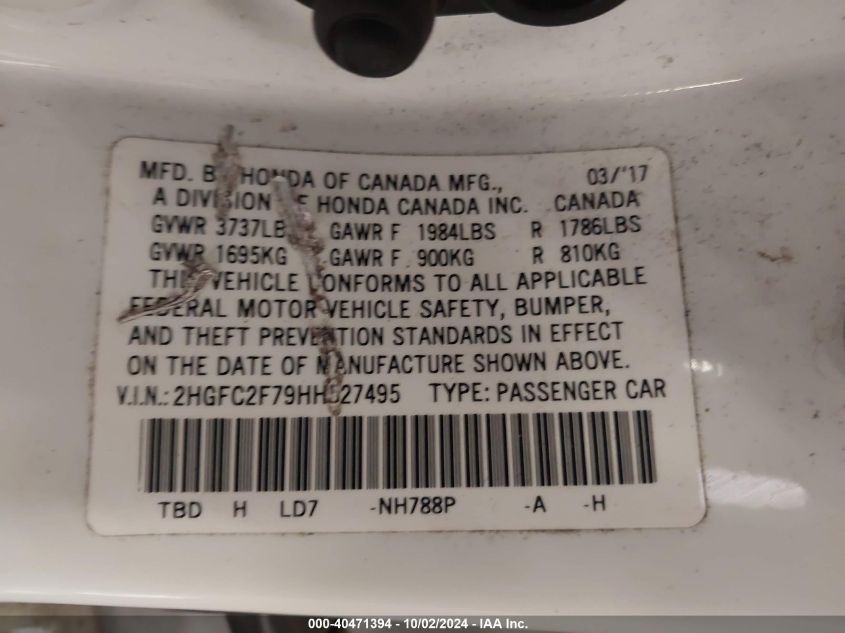 MFD. BY HONDA OF CANADA MFG., 03/'17
A DIVISION OF HONDA CANADA INC. CANADA
GVWR 3737LBS GAWR F 1984LBS R 1786LBS
GVWR 1695KG GAWR F 900KG R 810KG
THIS VEHICLE CONFORMS TO ALL APPLICABLE
FEDERAL MOTOR VEHICLE SAFETY, BUMPER,
AND THEFT PREVENTION STANDARDS IN EFFECT
ON THE DATE OF MANUFACTURE SHOWN ABOVE.
V.I.N.: 2HGFC2F79HH527495 TYPE: PASSENGER CAR
TBD H LD7 -NH788P -A -H
000-40471394 - 10/02/2024 - IAA Inc.